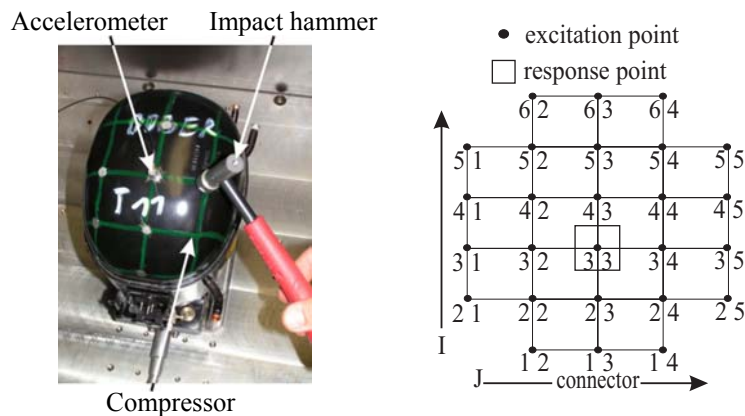 Accelerometer Impact hammer
DOBER
T11
Compressor
• excitation point
□ response point
6 2 6 3 6 4
5 1 5 2 5 3 5 4 5 5
4 1 4 2 4 3 4 4 4 5
3 1 3 2 3 3 3 4 3 5
2 1 2 2 2 3 2 4 2 5
I
1 2 1 3 1 4
J connector